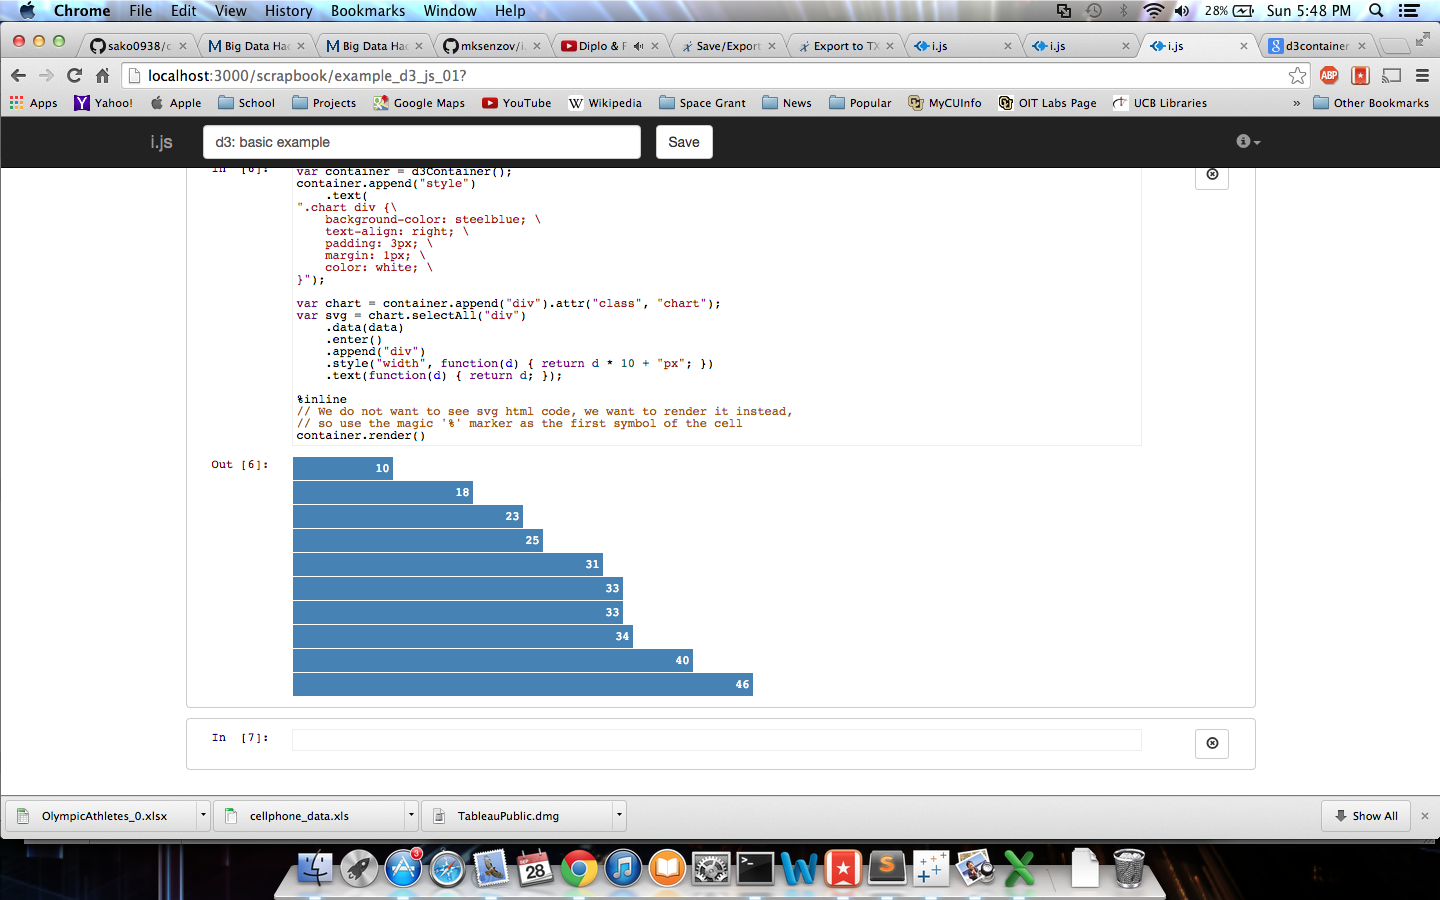 Chrome File Edit View History Bookmarks Window Help 28% Sun 5:48 PM
sako0938/c Big Data Hac Big Data Hac mksenzov/i. Diplo & F Save/Export Export to TX i.js i.js i.js d3container
localhost:3000/scrapbook/example_d3_js_01?
Apps Yahoo! Apple School Projects Google Maps YouTube Wikipedia Space Grant News Popular MyCUInfo OIT Labs Page UCB Libraries » Other Bookmarks
i.js d3: basic example Save
In [6]: var container = d3Container();
container.append("style")
.text(
".chart div {\
background-color: steelblue; \
text-align: right; \
padding: 3px; \
margin: 1px; \
color: white; \
}");
var chart = container.append("div").attr("class", "chart");
var svg = chart.selectAll("div")
.data(data)
.enter()
.append("div")
.style("width", function(d) { return d * 10 + "px"; })
.text(function(d) { return d; });
%inline
// We do not want to see svg html code, we want to render it instead,
// so use the magic '%' marker as the first symbol of the cell
container.render()
Out [6]:
10
18
23
25
31
33
33
34
40
46
In [7]:
OlympicAthletes_0.xlsx cellphone_data.xls TableauPublic.dmg Show All
3
SEP
28